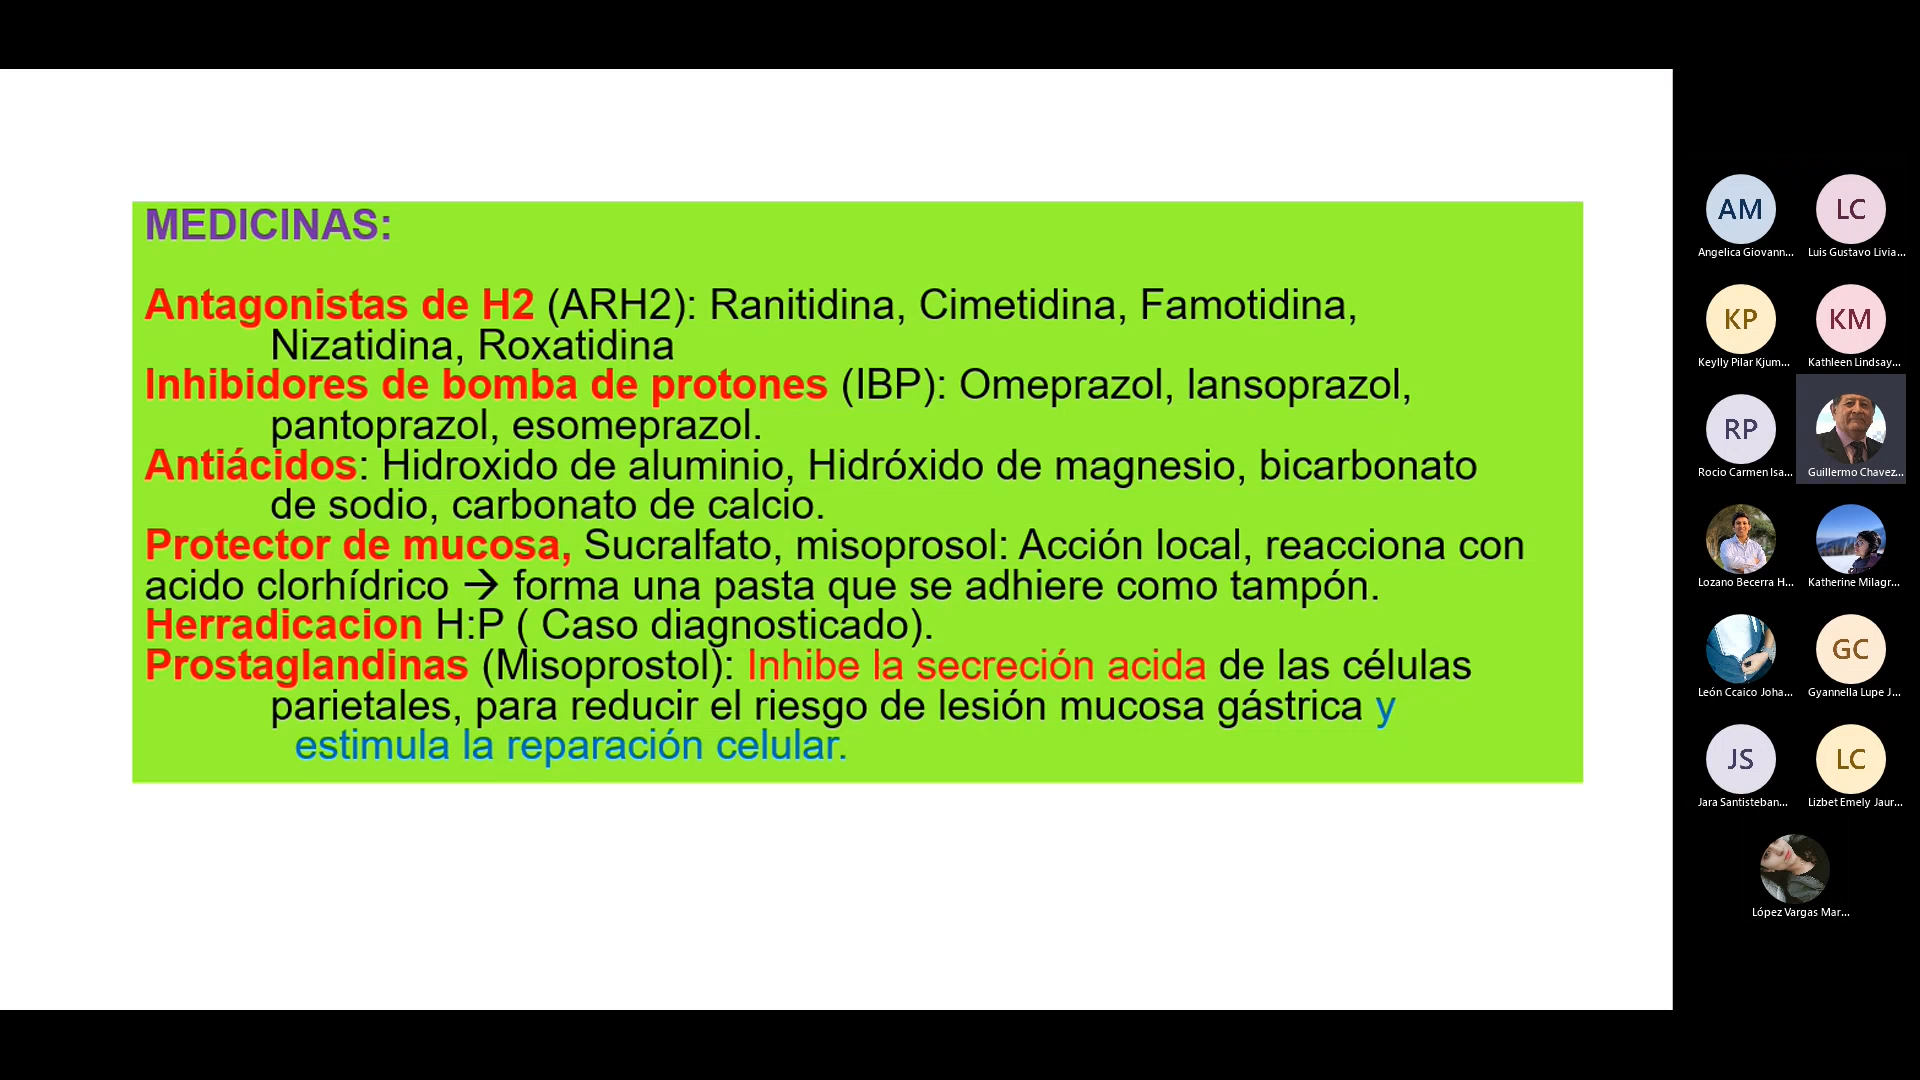 MEDICINAS:
Antagonistas de H2 (ARH2): Ranitidina, Cimetidina, Famotidina,
Nizatidina, Roxatidina
Inhibidores de bomba de protones (IBP): Omeprazol, lansoprazol,
pantoprazol, esomeprazol.
Antiácidos: Hidroxido de aluminio, Hidróxido de magnesio, bicarbonato
de sodio, carbonato de calcio.
Protector de mucosa, Sucralfato, misoprosol: Acción local, reacciona con
acido clorhídrico → forma una pasta que se adhiere como tampón.
Herradicacion H:P ( Caso diagnosticado).
Prostaglandinas (Misoprostol): Inhibe la secreción acida de las células
parietales, para reducir el riesgo de lesión mucosa gástrica y
estimula la reparación celular.
AM
Angelica Giovann...
LC
Luis Gustavo Livia...
KP
Keylly Pilar Kjum...
KM
Kathleen Lindsay...
RP
Rocio Carmen Isa...
Guillermo Chavez...
Lozano Becerra H...
Katherine Milagr...
León Ccaico Joha...
GC
Gyannella Lupe J...
JS
Jara Santisteban...
LC
Lizbet Emely Jaur...
López Vargas Mar...